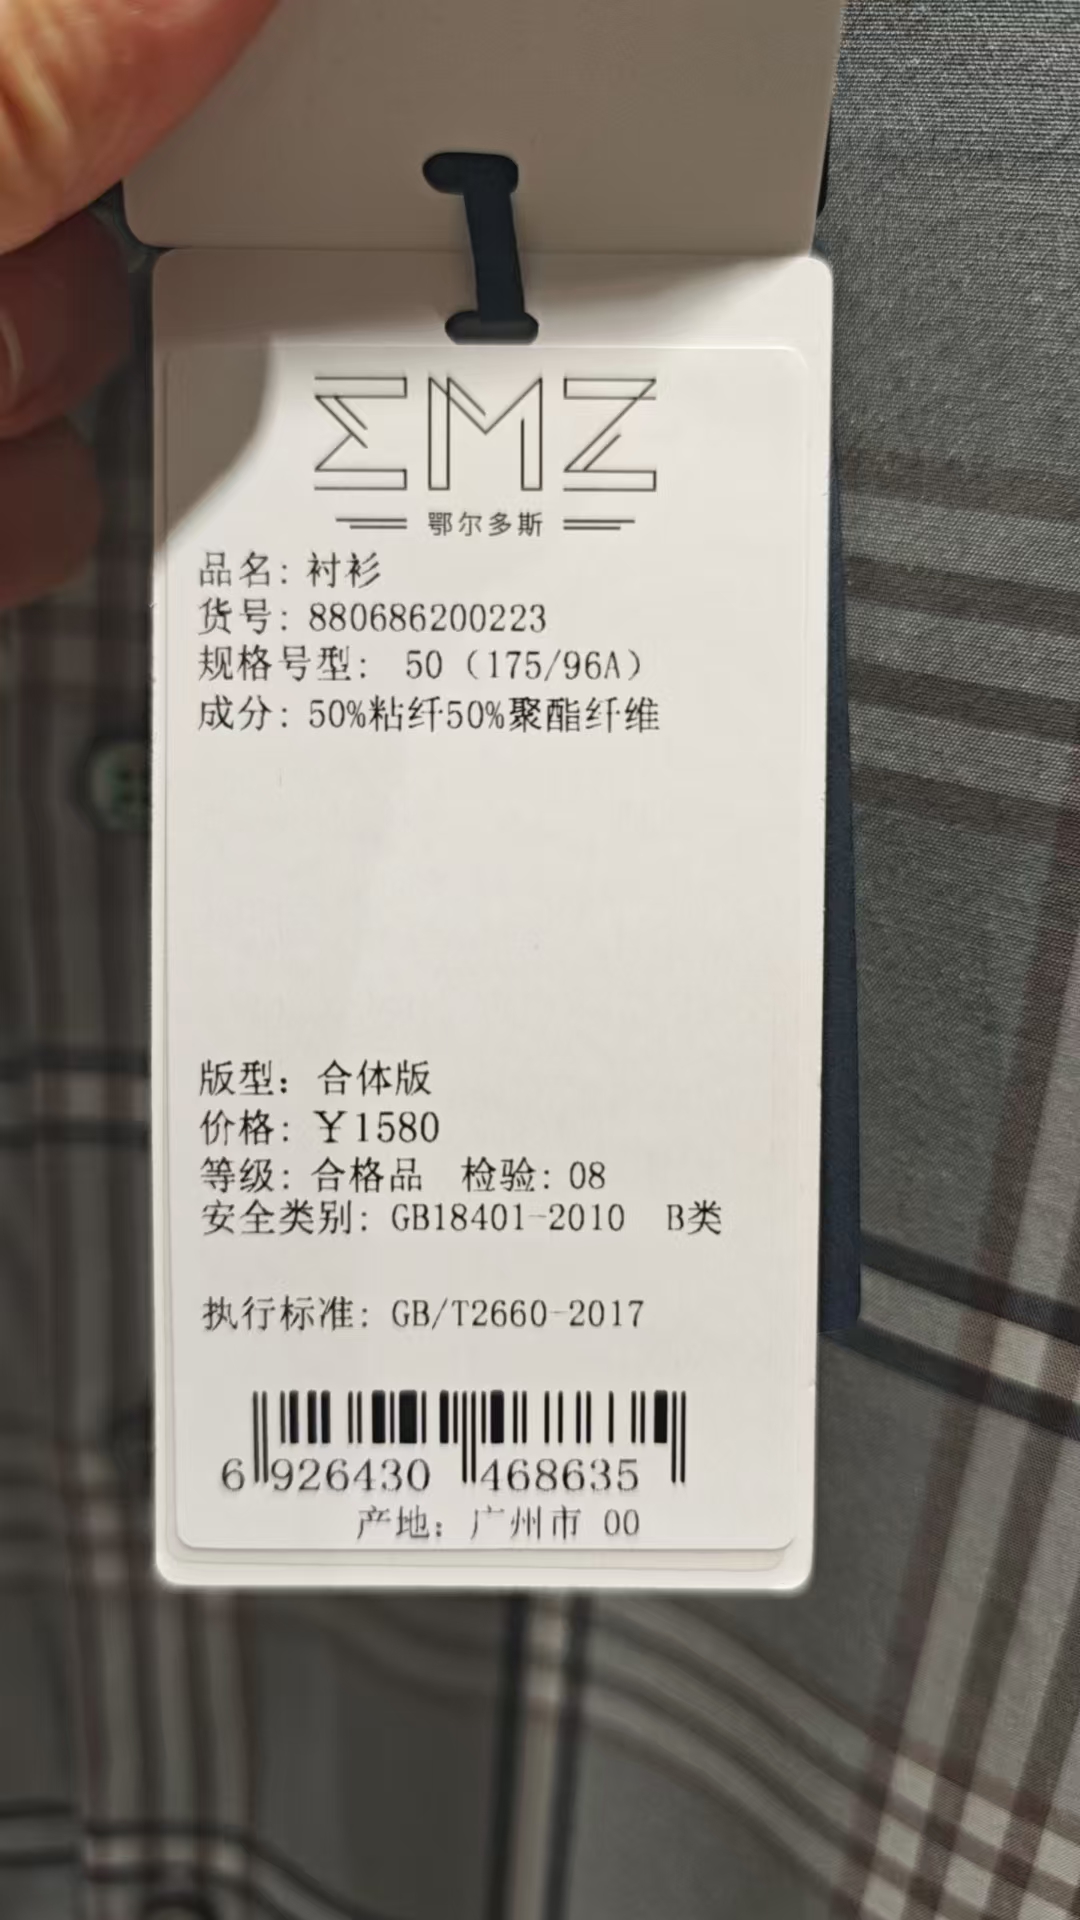 EMZ
鄂尔多斯
品名: 衬衫
货号: 880686200223
规格号型: 50（175/96A）
成分: 50%粘纤50%聚酯纤维
版型: 合体版
价格: ¥1580
等级: 合格品 检验: 08
安全类别: GB18401-2010 B类
执行标准: GB/T2660-2017
6 926430 468635
产地: 广州市 00